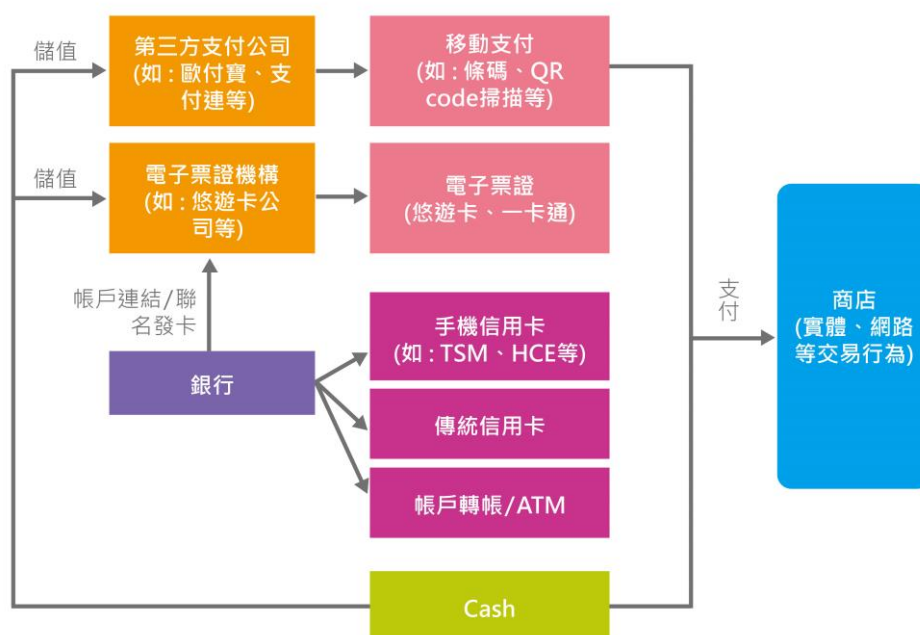 儲值
第三方支付公司
(如 : 歐付寶、支
付連等)
移動支付
(如 : 條碼、QR
code掃描等)
儲值
電子票證機構
(如 : 悠遊卡公
司等)
電子票證
(悠遊卡、一卡通)
帳戶連結/聯
名發卡
銀行
手機信用卡
(如 : TSM、HCE等)
傳統信用卡
帳戶轉帳/ATM
Cash
支
付
商店
(實體、網路
等交易行為)